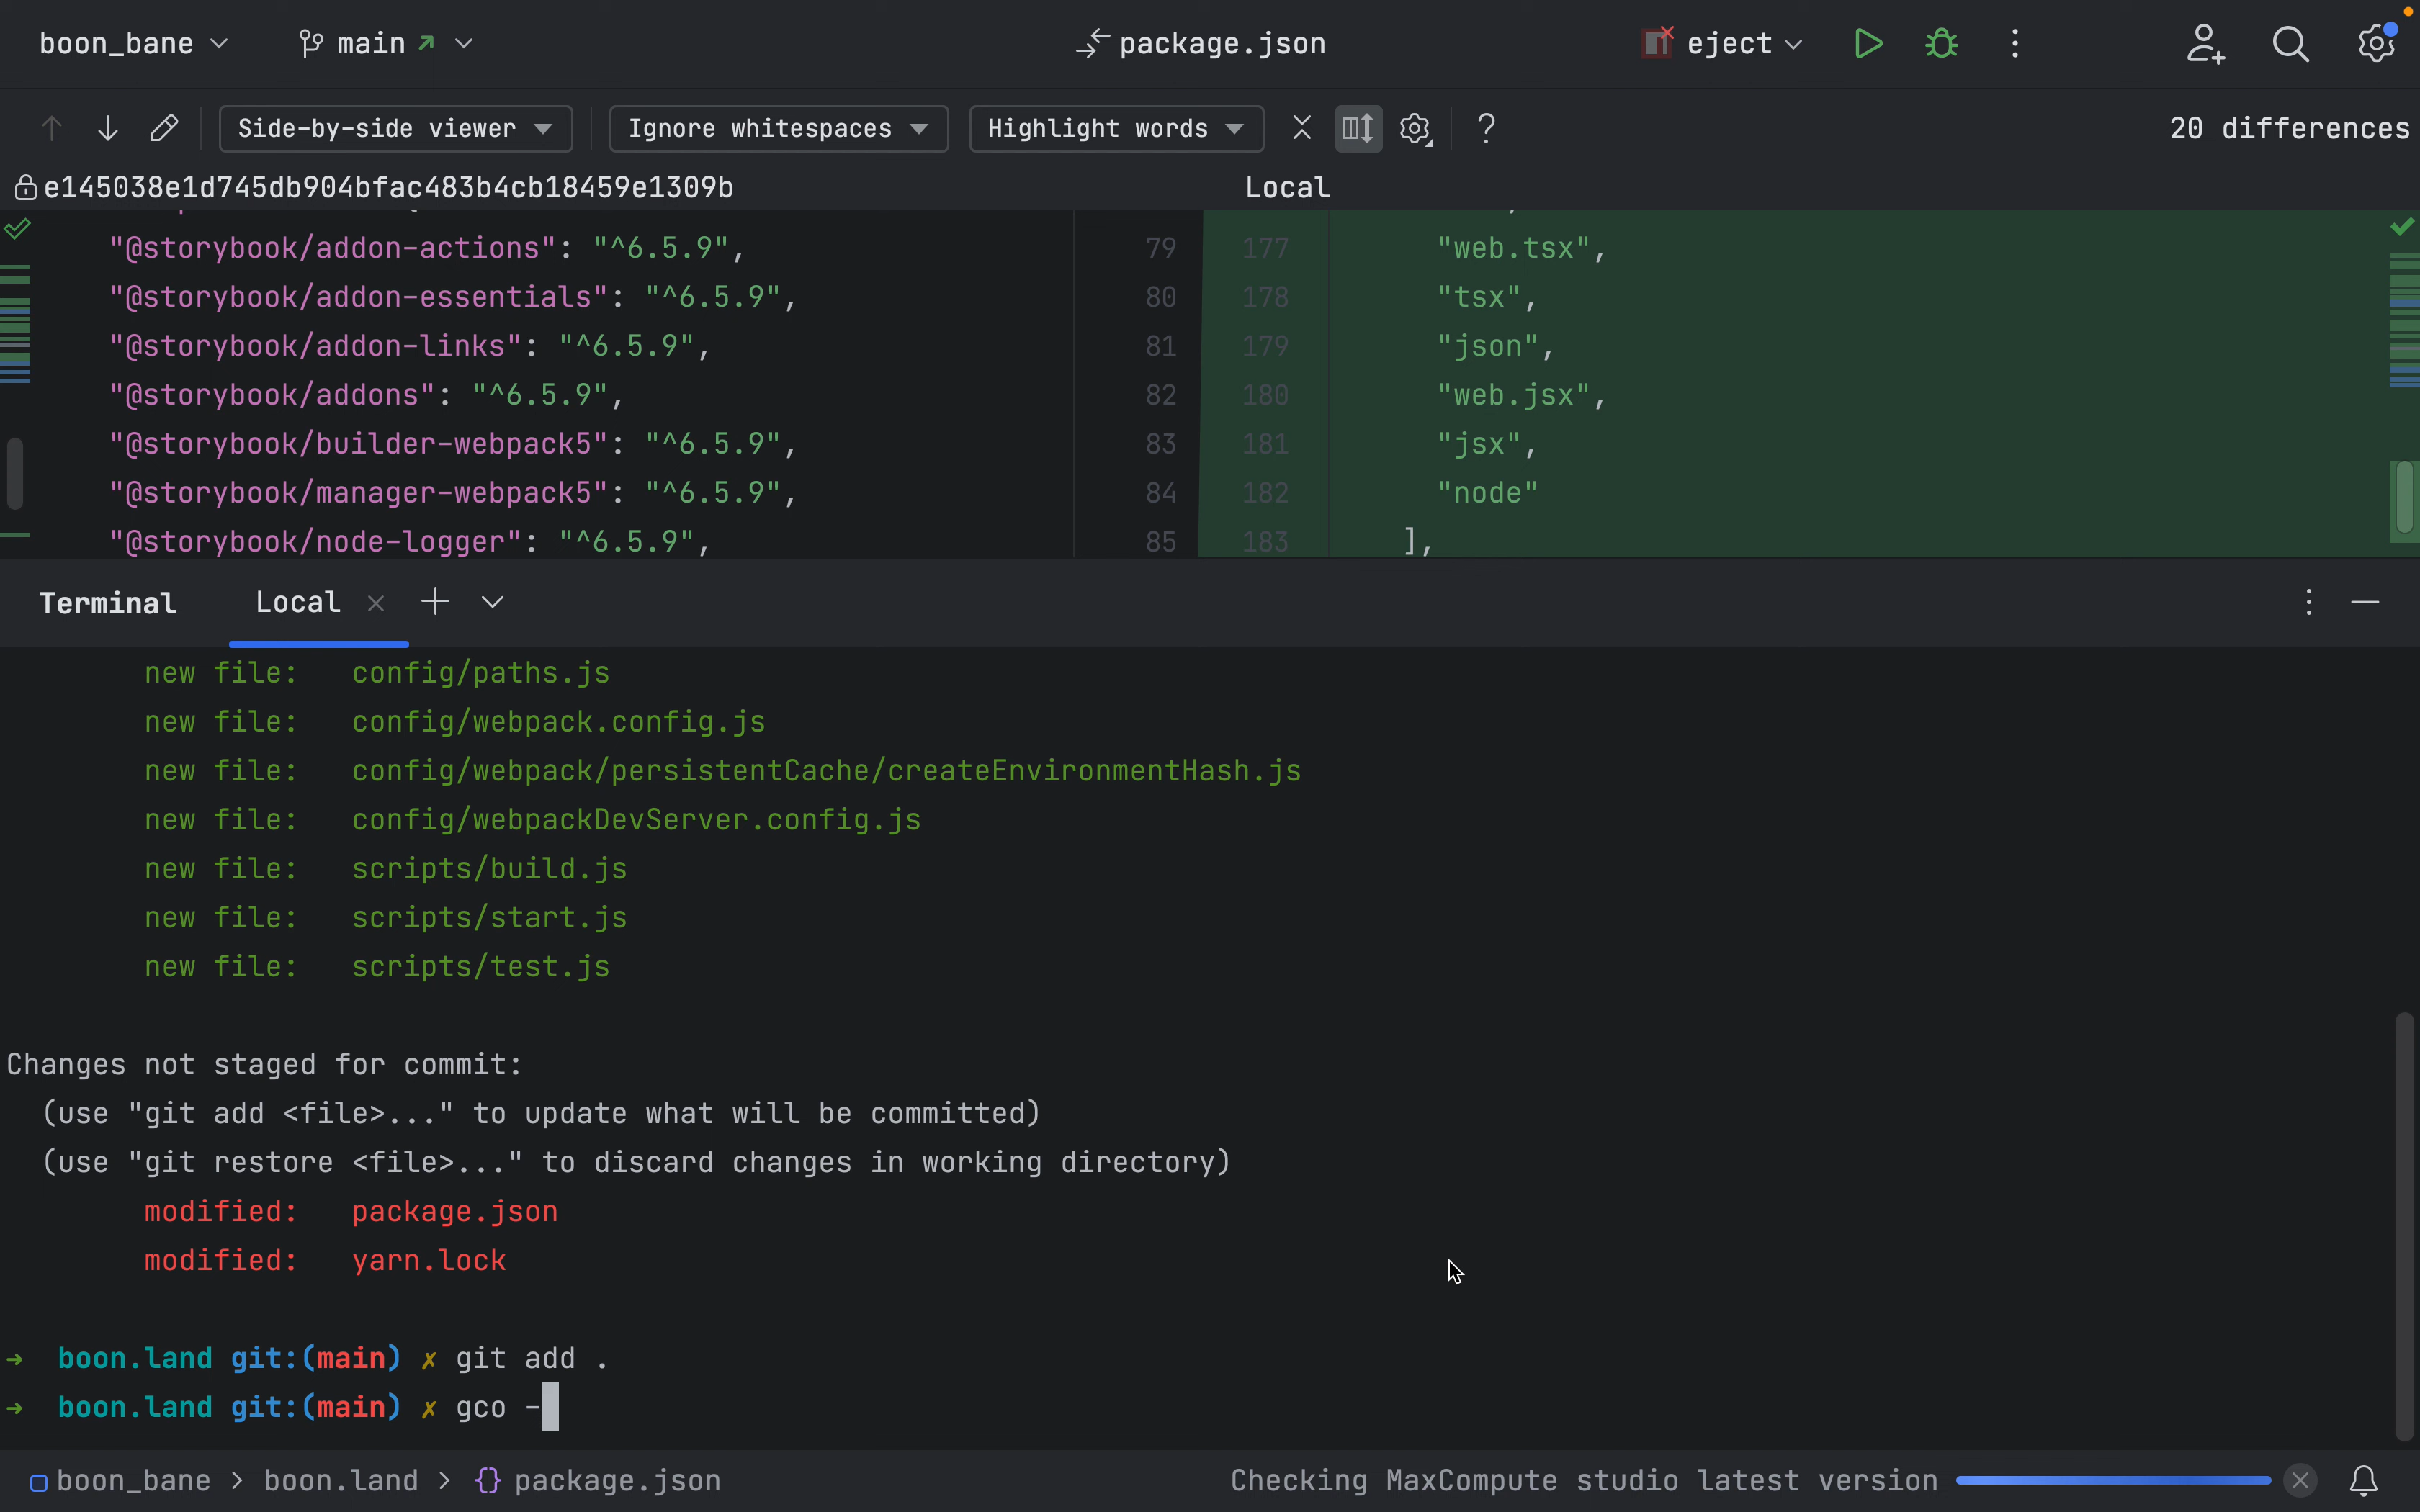 boon_bane
main
package.json
eject
Side-by-side viewer
Ignore whitespaces
Highlight words
?
20 differences
e145038e1d745db904bfac483b4cb18459e1309b
Local
"@storybook/addon-actions": "^6.5.9",
79
177
"web.tsx",
"@storybook/addon-essentials": "^6.5.9",
80
178
"tsx",
"@storybook/addon-links": "^6.5.9",
81
179
"json",
"@storybook/addons": "^6.5.9",
82
180
"web.jsx",
"@storybook/builder-webpack5": "^6.5.9",
83
181
"jsx",
"@storybook/manager-webpack5": "^6.5.9",
84
182
"node"
"@storybook/node-logger": "^6.5.9",
85
183
],
Terminal
Local
new file:   config/paths.js
new file:   config/webpack.config.js
new file:   config/webpack/persistentCache/createEnvironmentHash.js
new file:   config/webpackDevServer.config.js
new file:   scripts/build.js
new file:   scripts/start.js
new file:   scripts/test.js
Changes not staged for commit:
(use "git add <file>..." to update what will be committed)
(use "git restore <file>..." to discard changes in working directory)
modified:   package.json
modified:   yarn.lock
➜  boon.land git:(main) ✗ git add .
➜  boon.land git:(main) ✗ gco -
boon_bane > boon.land > {} package.json
Checking MaxCompute studio latest version